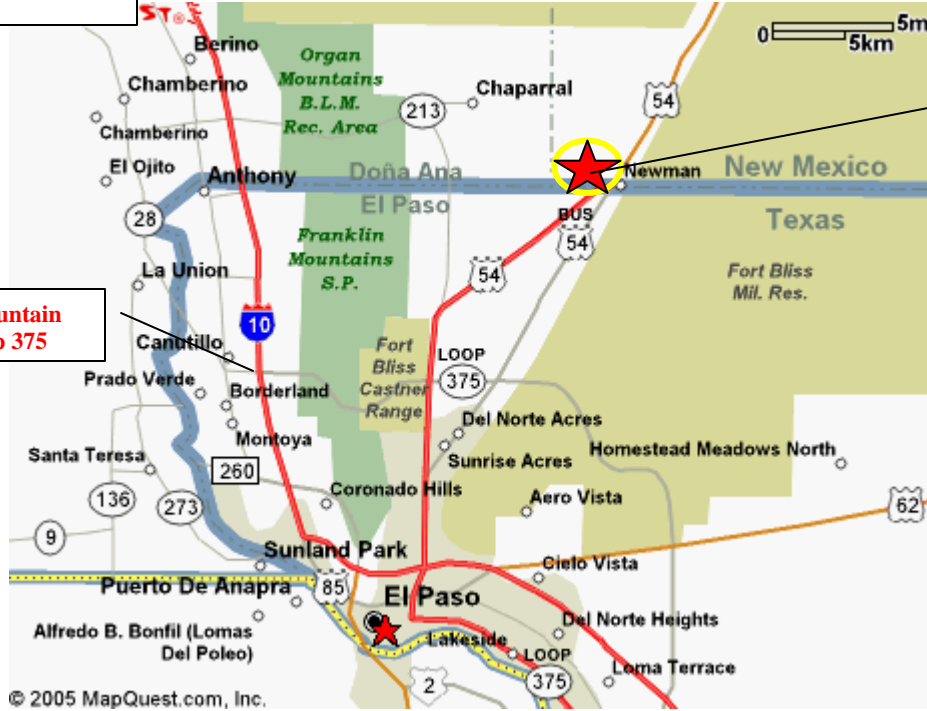 ST
Berino
Organ
Mountains
B.L.M.
Rec. Area
0
5m
5km
Chamberino
Chaparral
54
213
Chamberino
El Ojito
Anthony
Doña Ana
Newman
New Mexico
El Paso
Texas
28
BUS
54
Franklin
Mountains
S.P.
La Union
54
Fort Bliss
Mil. Res.
untain
375
10
Canutillo
Fort
Bliss
Castner
Range
LOOP
375
Prado Verde
Borderland
Montoya
Del Norte Acres
Homestead Meadows North
Santa Teresa
260
Sunrise Acres
Coronado Hills
Aero Vista
136
273
62
9
Sunland Park
Cielo Vista
Puerto De Anapra
85
El Paso
Alfredo B. Bonfil (Lomas
Del Poleo)
Lakeside
Del Norte Heights
LOOP
375
Loma Terrace
2
© 2005 MapQuest.com, Inc.